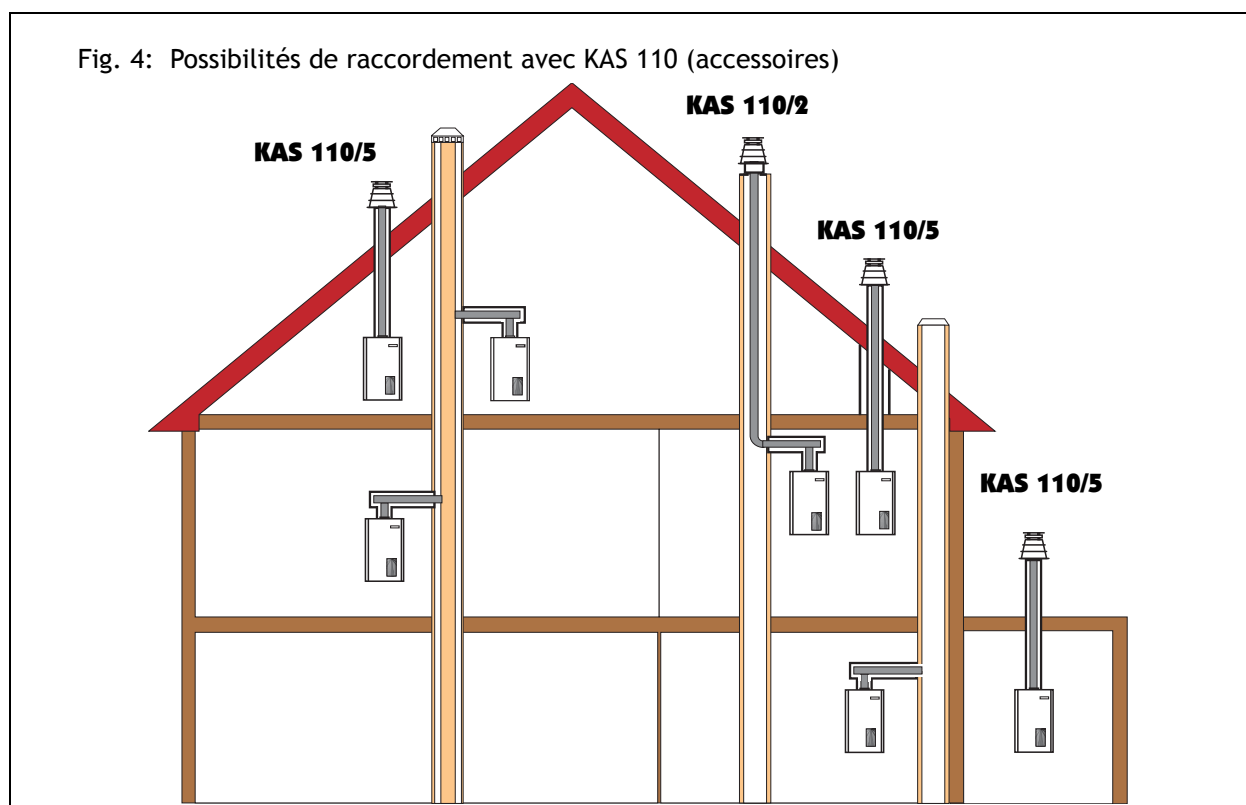 Fig. 4: Possibilités de raccordement avec KAS 110 (accessoires)
KAS 110/2
KAS 110/5
KAS 110/5
KAS 110/5